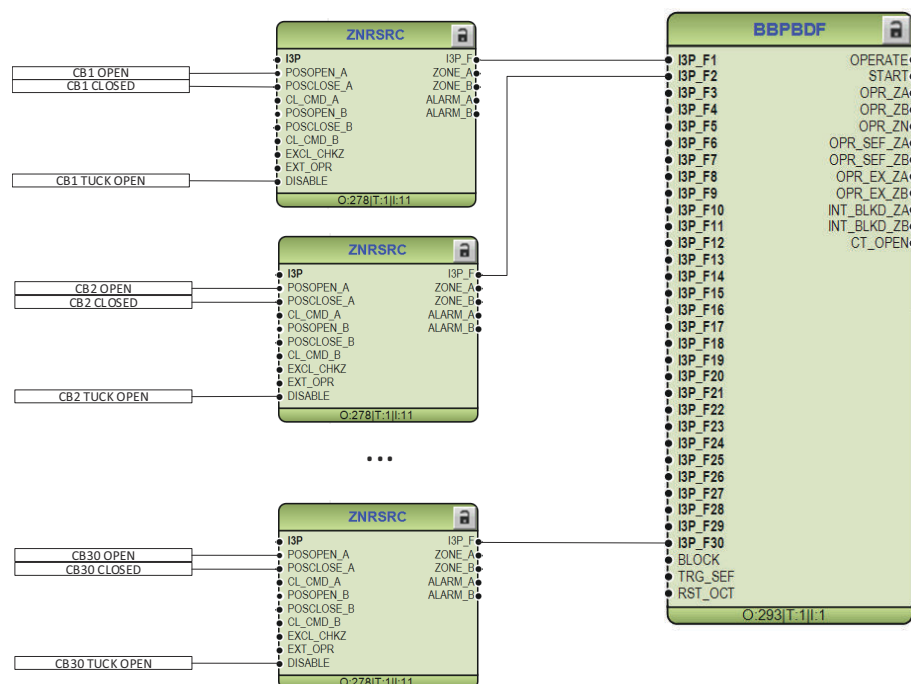 ZNRSRC
I3P
I3P_F
CB1 OPEN
POSOPEN_A
ZONE_A
CB1 CLOSED
POSCLOSE_A
ZONE_B
CL_CMD_A
ALARM_A
POSOPEN_B
ALARM_B
POSCLOSE_B
CL_CMD_B
EXCL_CHKZ
EXT_OPR
CB1 TUCK OPEN
DISABLE
O:278|T:1|I:11
ZNRSRC
I3P
I3P_F
CB2 OPEN
POSOPEN_A
ZONE_A
CB2 CLOSED
POSCLOSE_A
ZONE_B
CL_CMD_A
ALARM_A
POSOPEN_B
ALARM_B
POSCLOSE_B
CL_CMD_B
EXCL_CHKZ
EXT_OPR
CB2 TUCK OPEN
DISABLE
O:278|T:1|I:11
...
ZNRSRC
I3P
I3P_F
CB30 OPEN
POSOPEN_A
ZONE_A
CB30 CLOSED
POSCLOSE_A
ZONE_B
CL_CMD_A
ALARM_A
POSOPEN_B
ALARM_B
POSCLOSE_B
CL_CMD_B
EXCL_CHKZ
EXT_OPR
CB30 TUCK OPEN
DISABLE
O:278|T:1|I:11
BBPBDF
I3P_F1
OPERATE
I3P_F2
START
I3P_F3
OPR_ZA
I3P_F4
OPR_ZB
I3P_F5
OPR_ZN
I3P_F6
OPR_SEF_ZA
I3P_F7
OPR_SEF_ZB
I3P_F8
OPR_EX_ZA
I3P_F9
OPR_EX_ZB
I3P_F10
INT_BLKD_ZA
I3P_F11
INT_BLKD_ZB
I3P_F12
CT_OPEN
I3P_F13
I3P_F14
I3P_F15
I3P_F16
I3P_F17
I3P_F18
I3P_F19
I3P_F20
I3P_F21
I3P_F22
I3P_F23
I3P_F24
I3P_F25
I3P_F26
I3P_F27
I3P_F28
I3P_F29
I3P_F30
BLOCK
TRG_SEF
RST_OCT
O:293|T:1|I:1